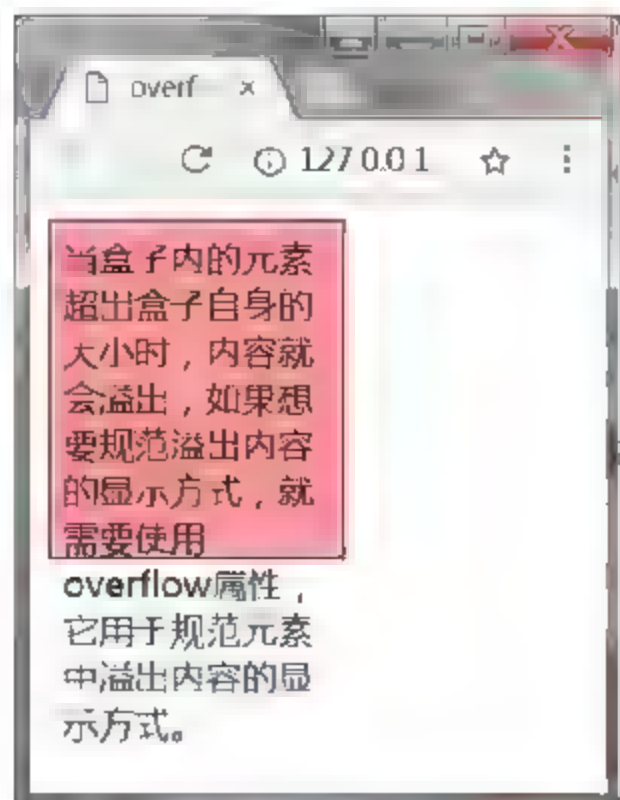 overf
127.0.0.1
当盒子内的元素
超出盒子自身的
大小时，内容就
会溢出，如果想
要规范溢出内容
的显示方式，就
需要使用
overflow属性，
它用于规范元素
中溢出内容的显
示方式。